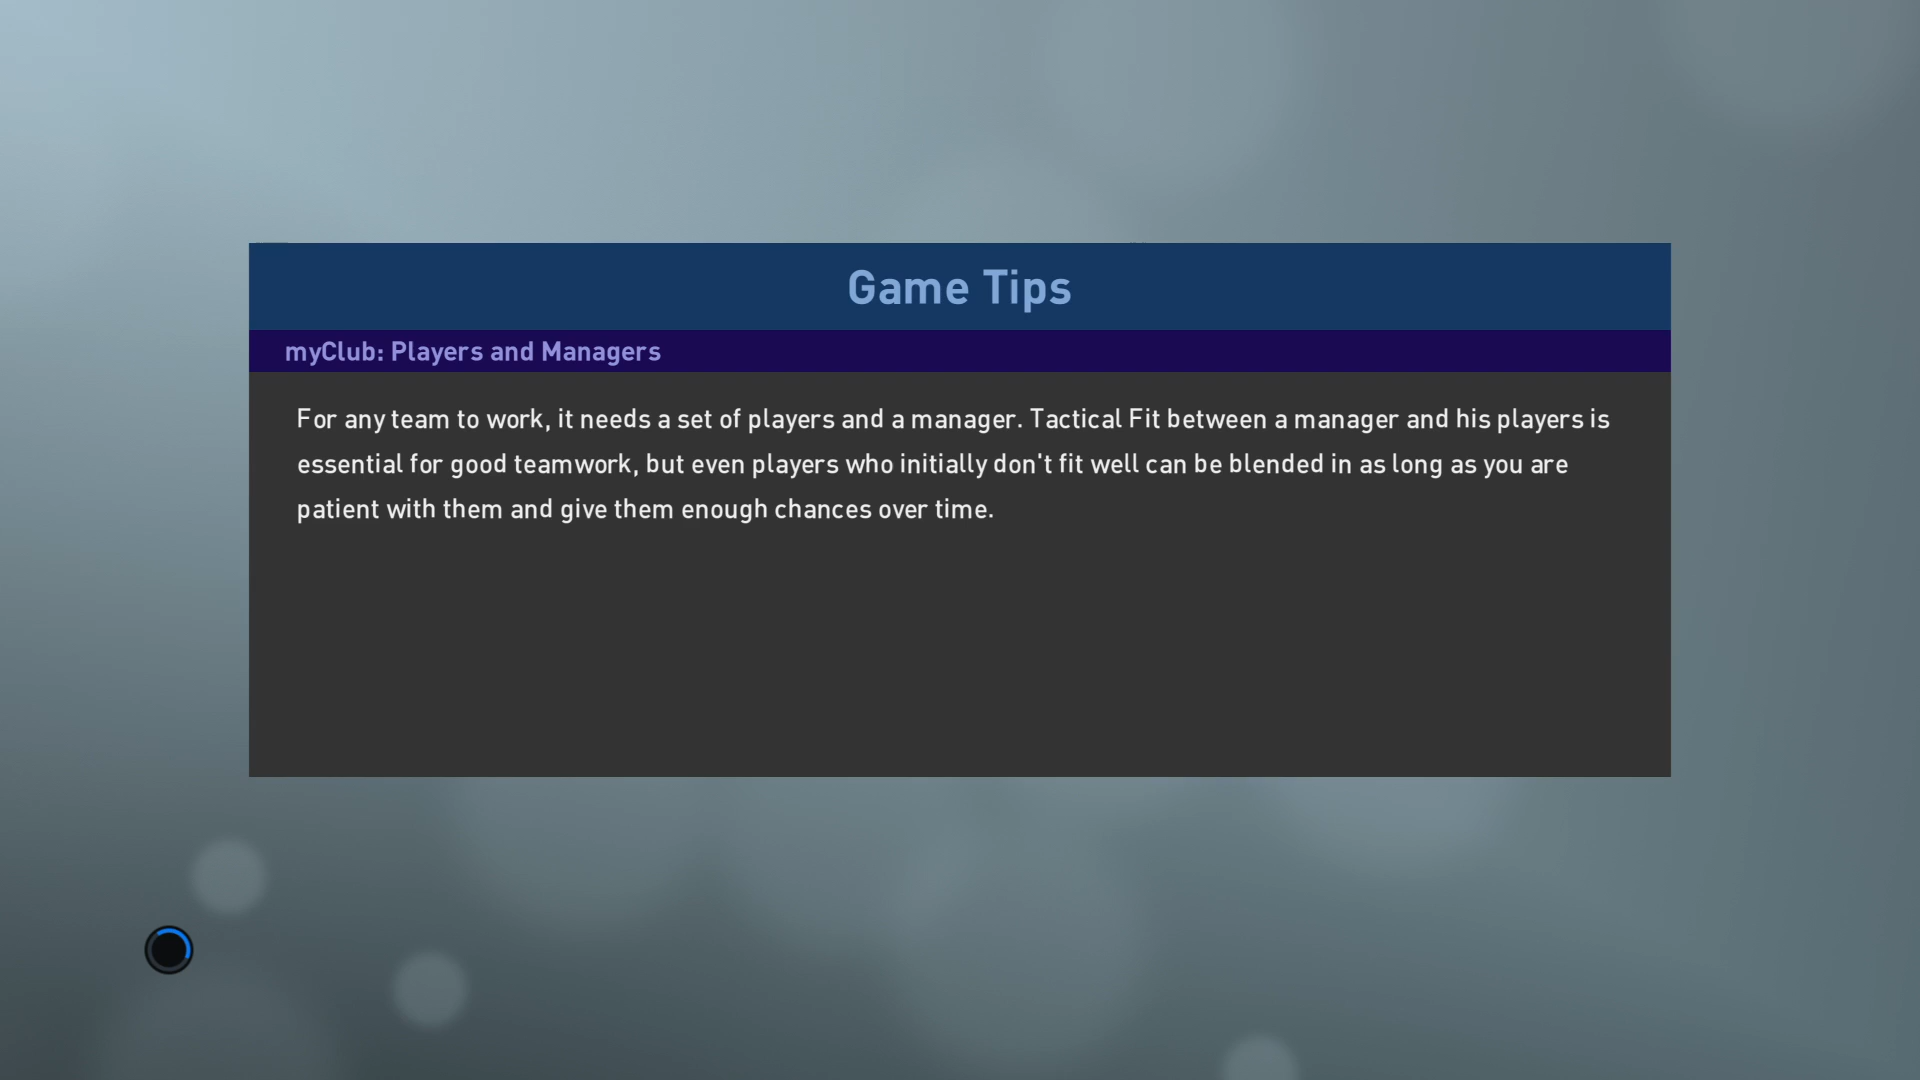 Game Tips
myClub: Players and Managers
For any team to work, it needs a set of players and a manager. Tactical Fit between a manager and his players is
essential for good teamwork, but even players who initially don't fit well can be blended in as long as you are
patient with them and give them enough chances over time.